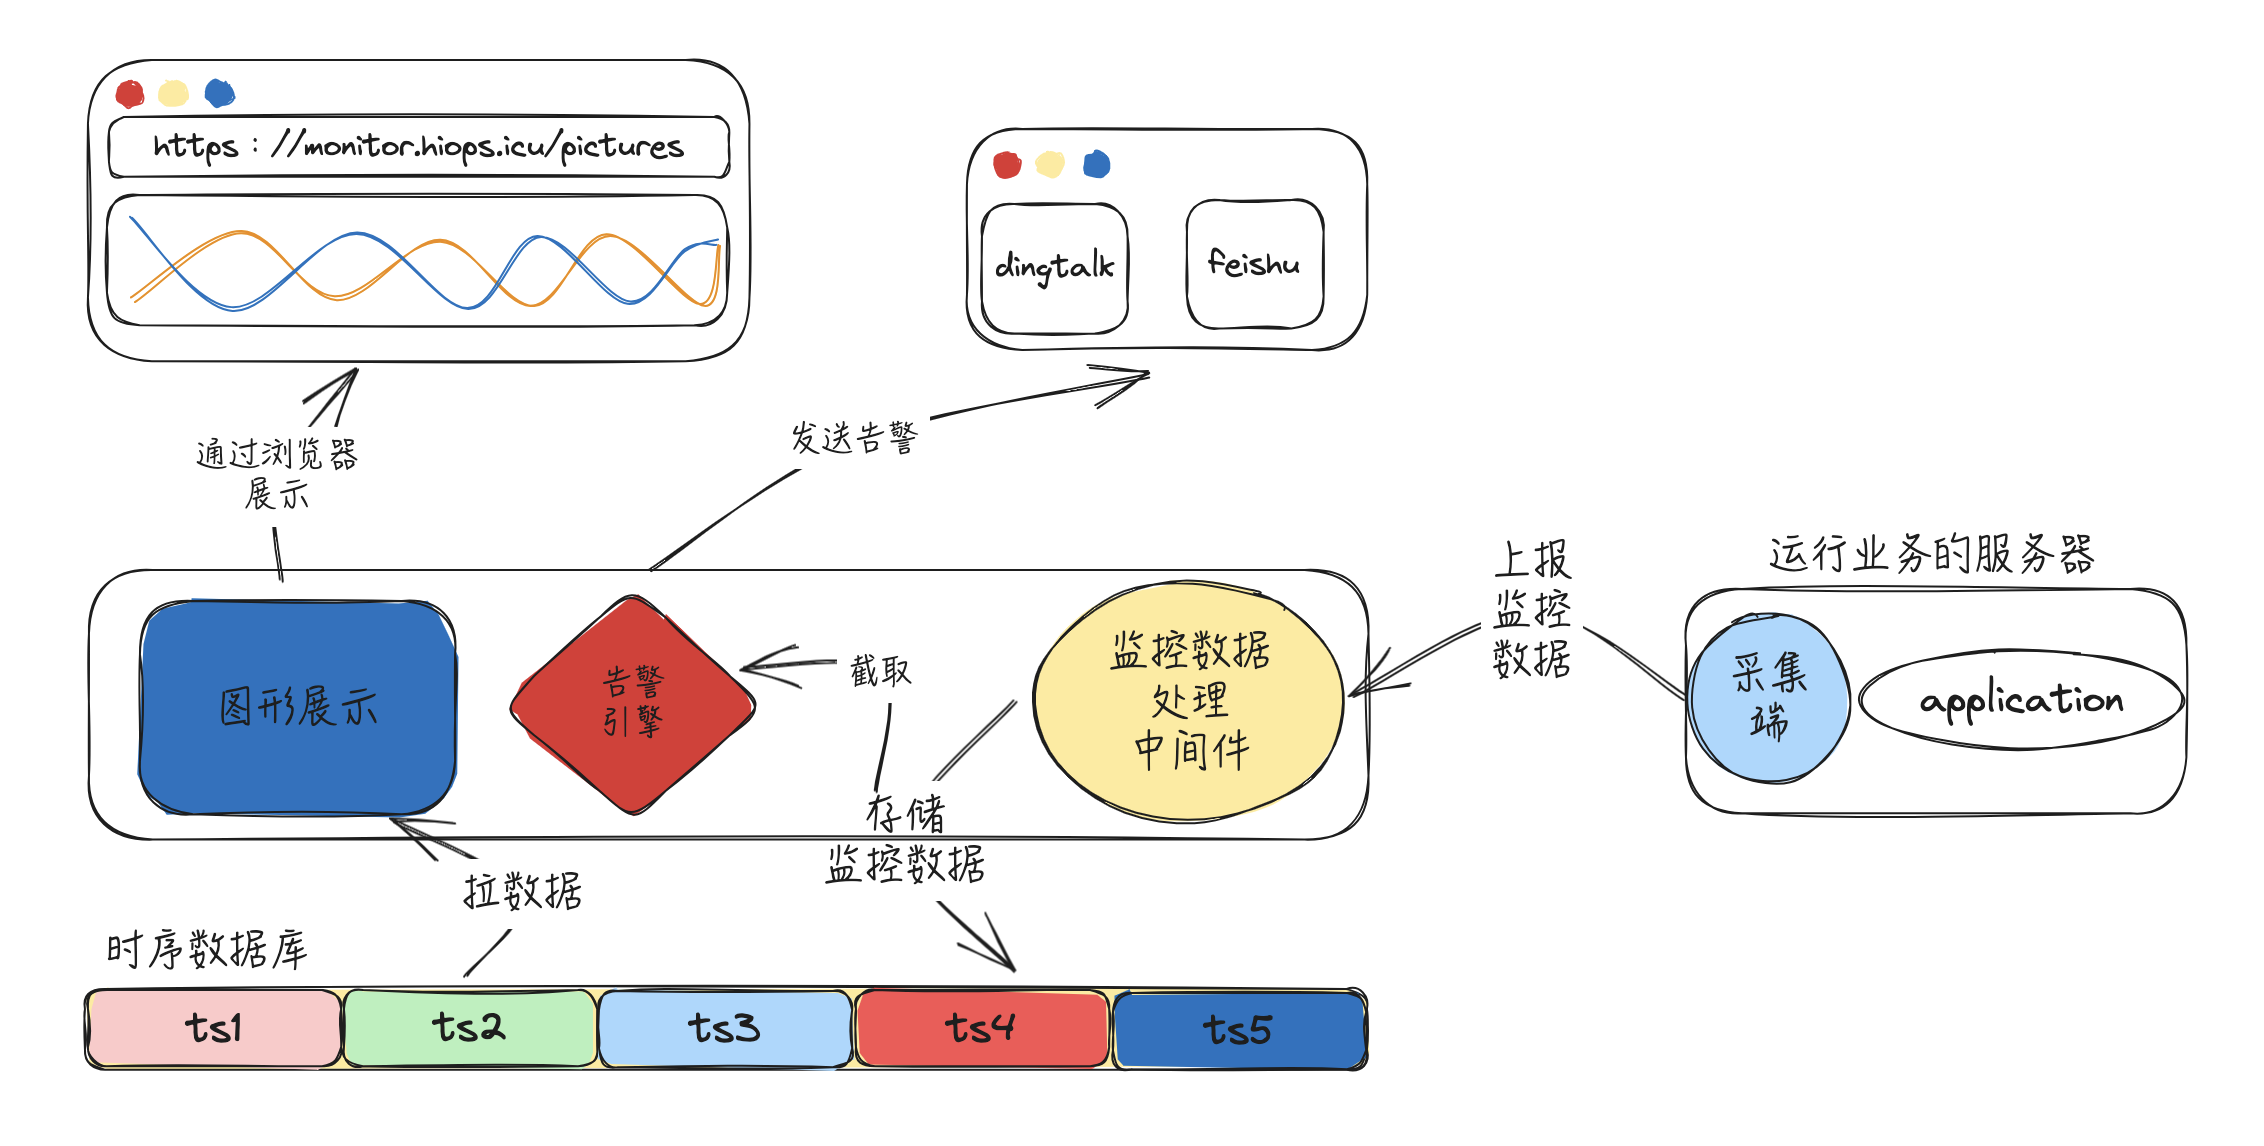 https：//monitor.hiops.icu/pictures
dingtalk
feishu
通过浏览器
展示
发送告警
上报
监控
数据
运行业务的服务器
图形展示
告警
引擎
截取
监控数据
处理
中间件
采集
端
application
存储
监控数据
拉数据
时序数据库
ts1
ts2
ts3
ts4
ts5